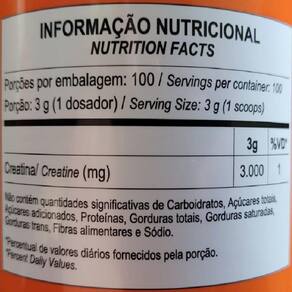 INFORMAÇÃO NUTRICIONAL
NUTRITION FACTS
Porções por embalagem: 100 / Servings per container: 100
Porção: 3 g (1 dosador) / Serving Size: 3 g (1 scoops)
3g %VD*
Creatina/ Creatine (mg) 3.000 1
Não contém quantidades significativas de Carboidratos, Açúcares totais,
Açúcares adicionados, Proteínas, Gorduras totais, Gorduras saturadas,
Gorduras trans, Fibras alimentares e Sódio.
*Percentual de valores diários fornecidos pela porção.
*Percent Daily Values.